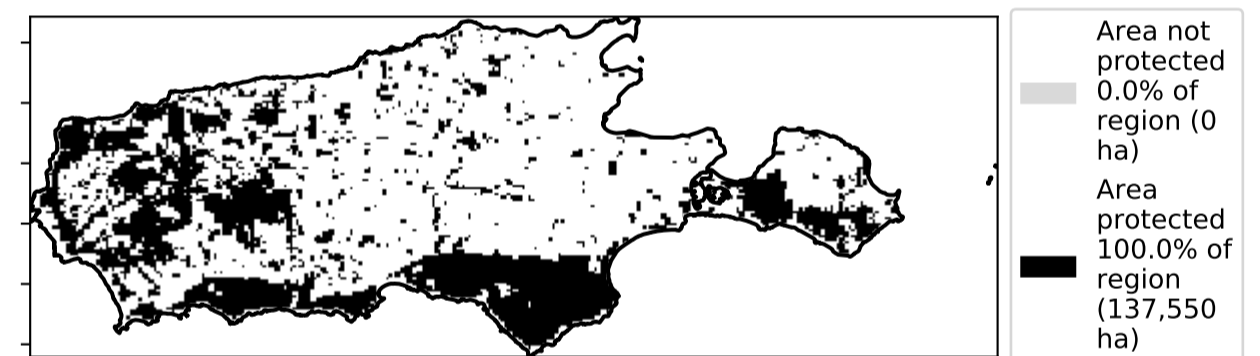 Area not
protected
0.0% of
region (0
ha)
Area
protected
100.0% of
region
(137,550
ha)